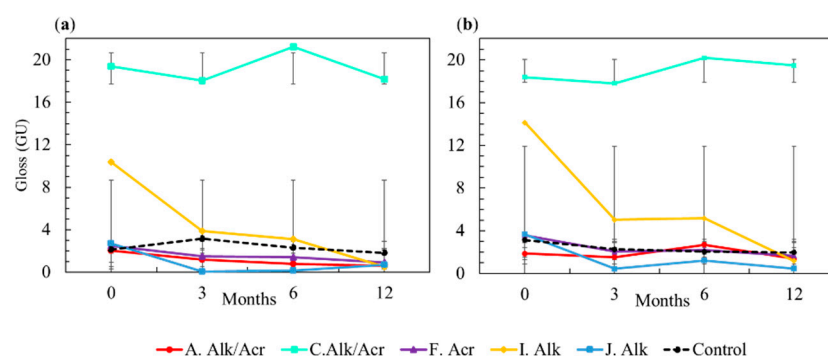 (a)
(b)
Gloss (GU)
20
16
12
8
4
0
20
16
12
8
4
0
0 3 6 12
Months
0 3 6 12
Months
A. Alk/Acr C.Alk/Acr F. Acr I. Alk J. Alk Control